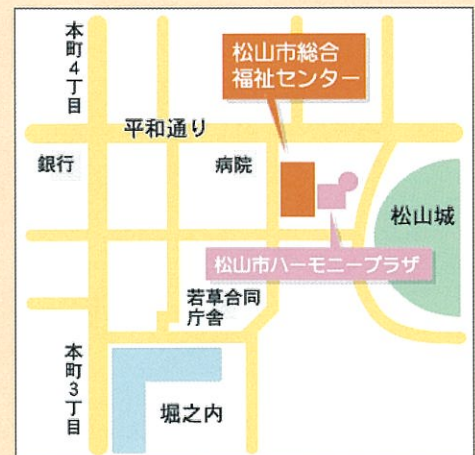 本町4丁目
松山市総合
福祉センター
平和通り
銀行
病院
松山城
松山市ハーモニープラザ
若草合同
庁舎
本町3丁目
堀之内